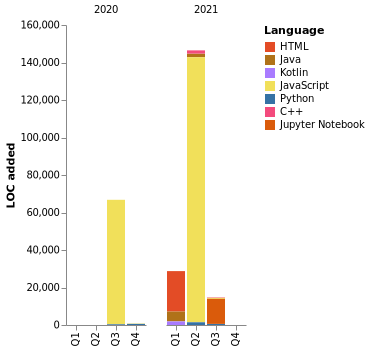 2020 2021
160,000
140,000
120,000
100,000
80,000
60,000
40,000
20,000
0
LOC added
Q1 Q2 Q3 Q4 Q1 Q2 Q3 Q4
Language
HTML
Java
Kotlin
JavaScript
Python
C++
Jupyter Notebook